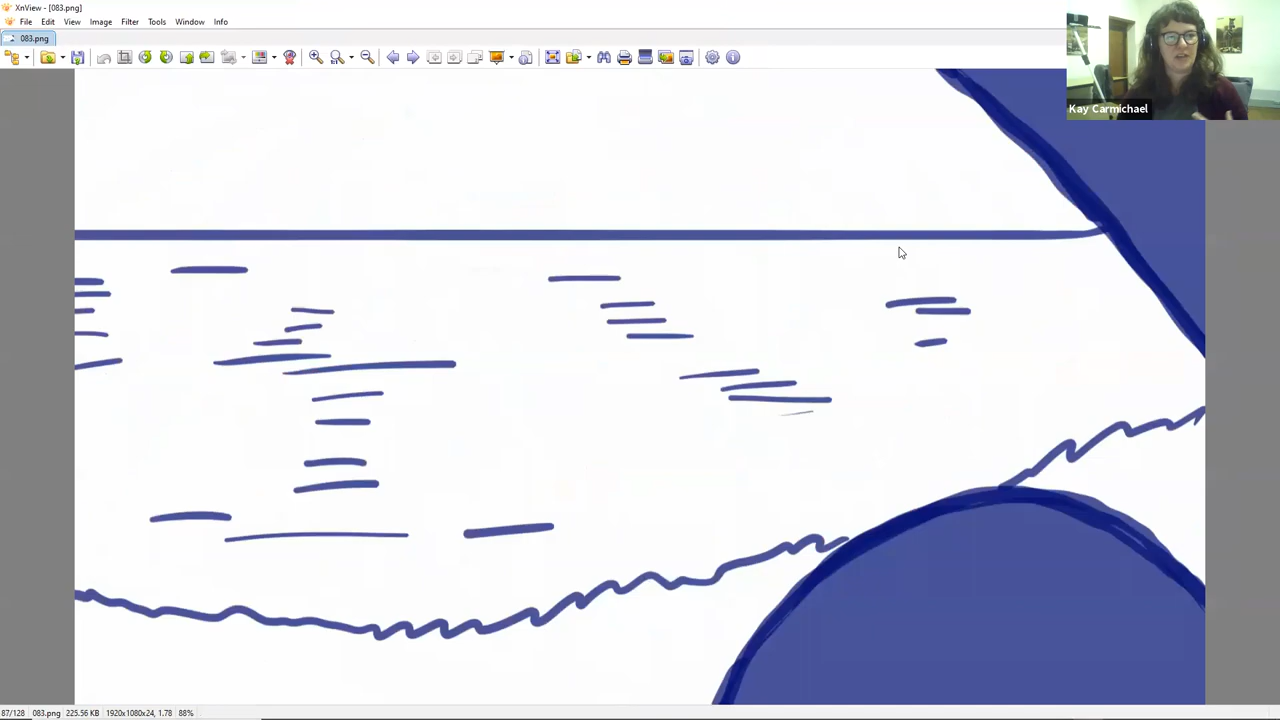 XnView - [083.png]
File Edit View Image Filter Tools Window Info
083.png
Kay Carmichael
87/128 083.png 225.56 KB 1920x1080x24, 1.78 88%